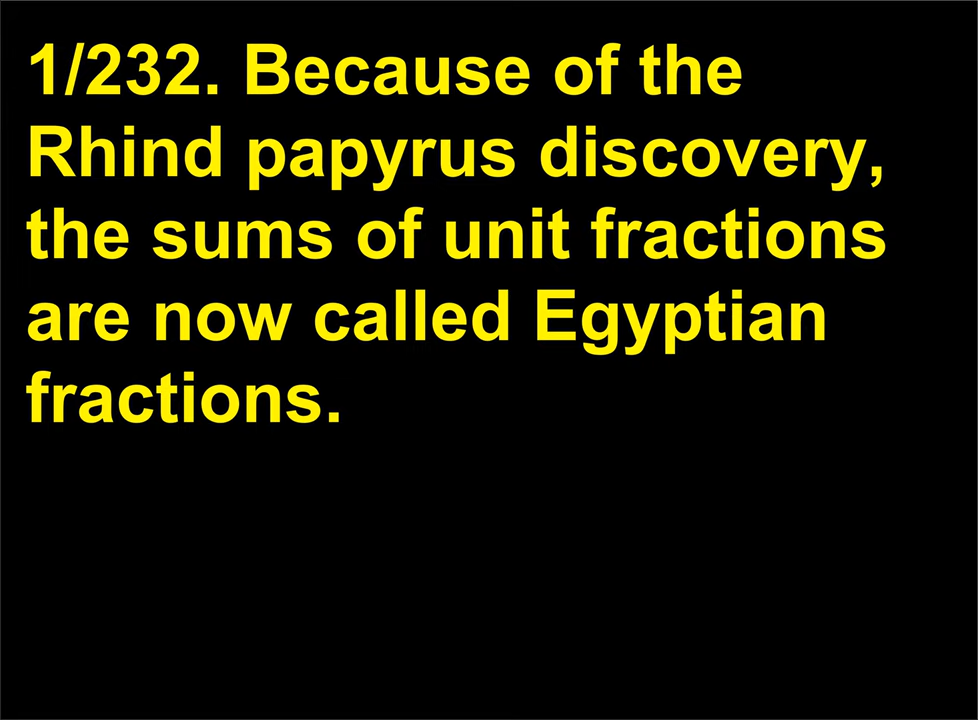 1/232. Because of the
Rhind papyrus discovery,
the sums of unit fractions
are now called Egyptian
fractions.